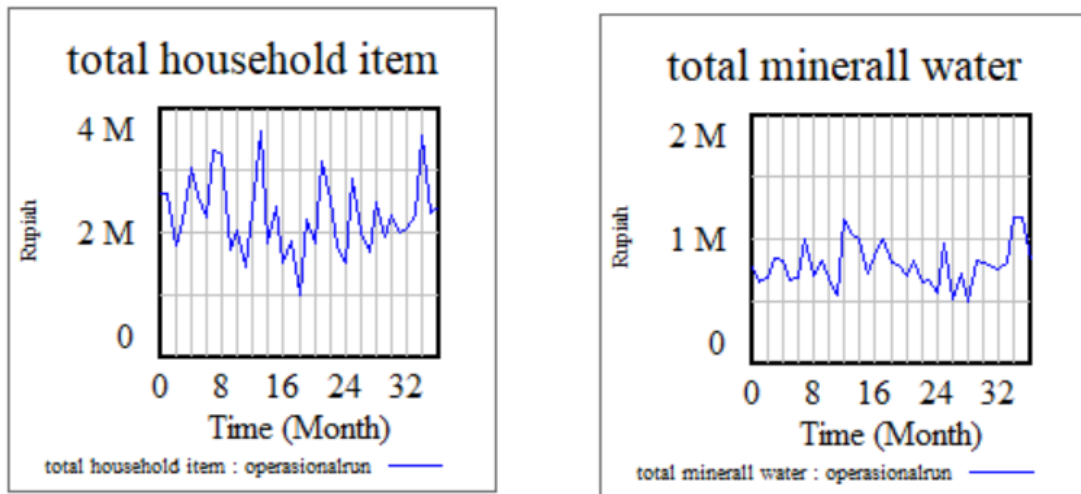 total household item
4 M
2 M
0
Rupiah
0 8 16 24 32
Time (Month)
total household item : operasionalrun
total minerall water
2 M
1 M
0
Rupiah
0 8 16 24 32
Time (Month)
total minerall water : operasionalrun